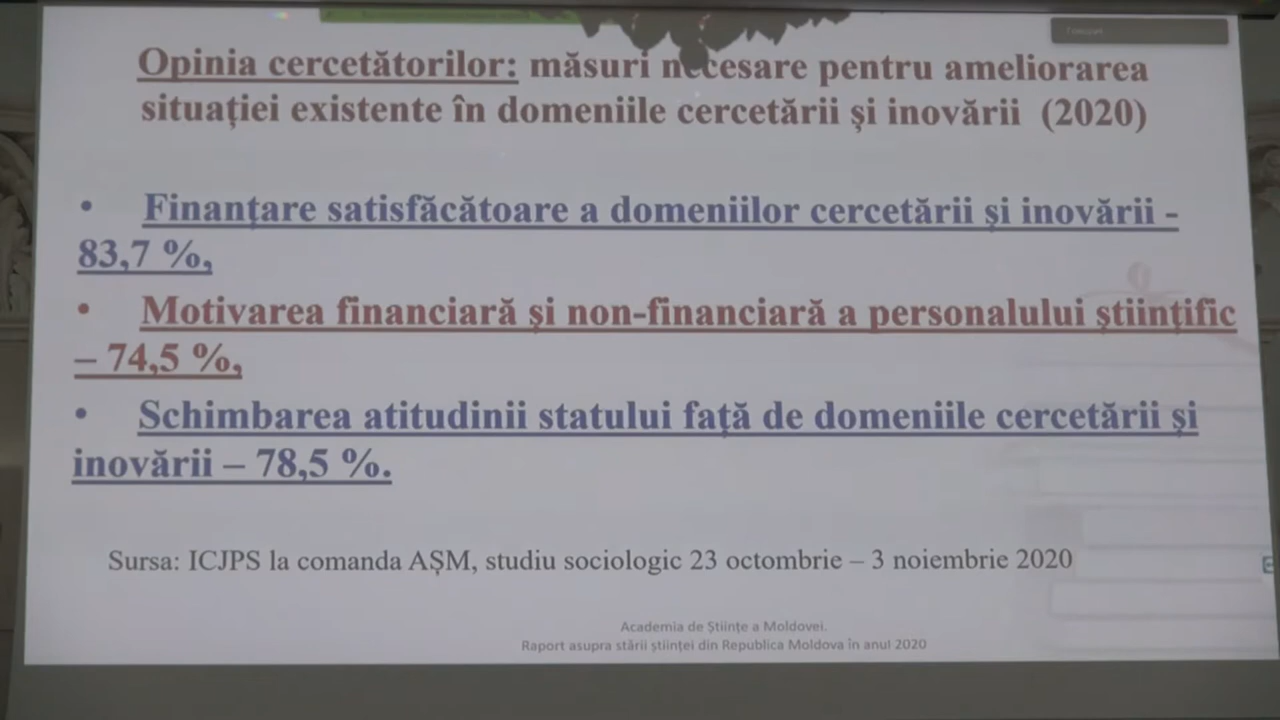 Opinia cercetătorilor: măsuri necesare pentru ameliorarea
situației existente în domeniile cercetării și inovării (2020)
• Finanțare satisfăcătoare a domeniilor cercetării și inovării -
83,7 %,
• Motivarea financiară și non-financiară a personalului științific
– 74,5 %,
• Schimbarea atitudinii statului față de domeniile cercetării și
inovării – 78,5 %.
Sursa: ICJPS la comanda AȘM, studiu sociologic 23 octombrie – 3 noiembrie 2020
Academia de Științe a Moldovei.
Raport asupra stării științei din Republica Moldova în anul 2020